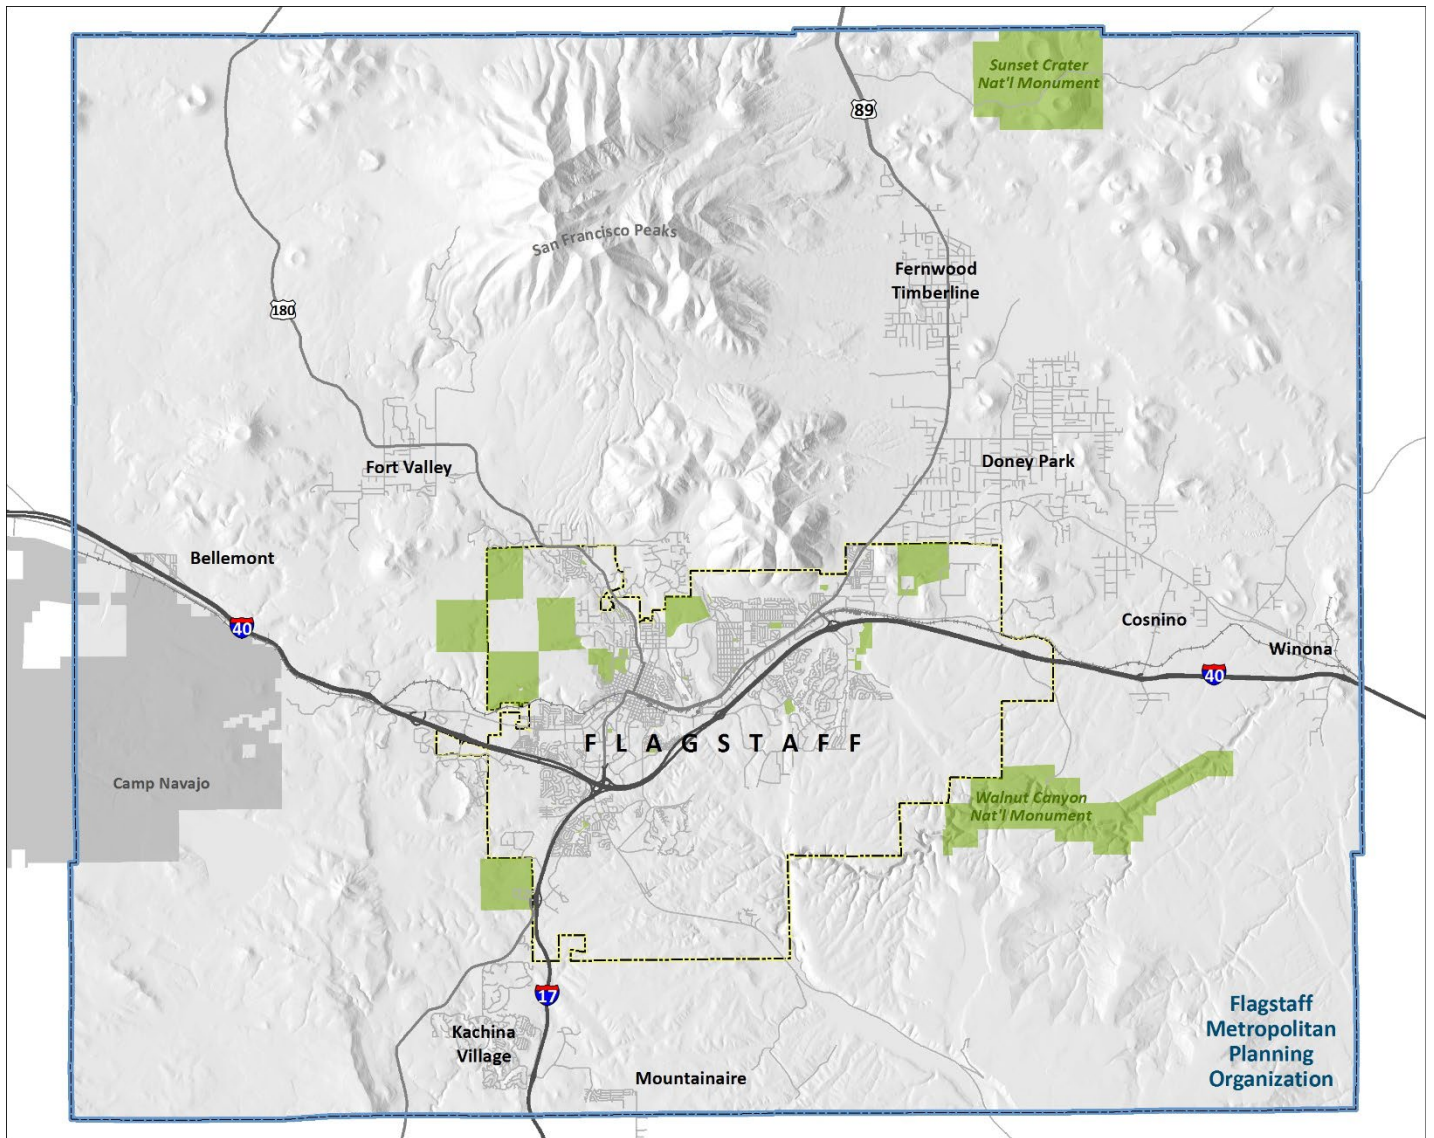 Sunset Crater
Nat'l Monument
89
San Francisco Peaks
Fernwood
Timberline
180
Fort Valley
Doney Park
Bellemont
40
Cosnino
Winona
40
FLAGSTAFF
Camp Navajo
Walnut Canyon
Nat'l Monument
17
Kachina
Village
Mountainaire
Flagstaff
Metropolitan
Planning
Organization